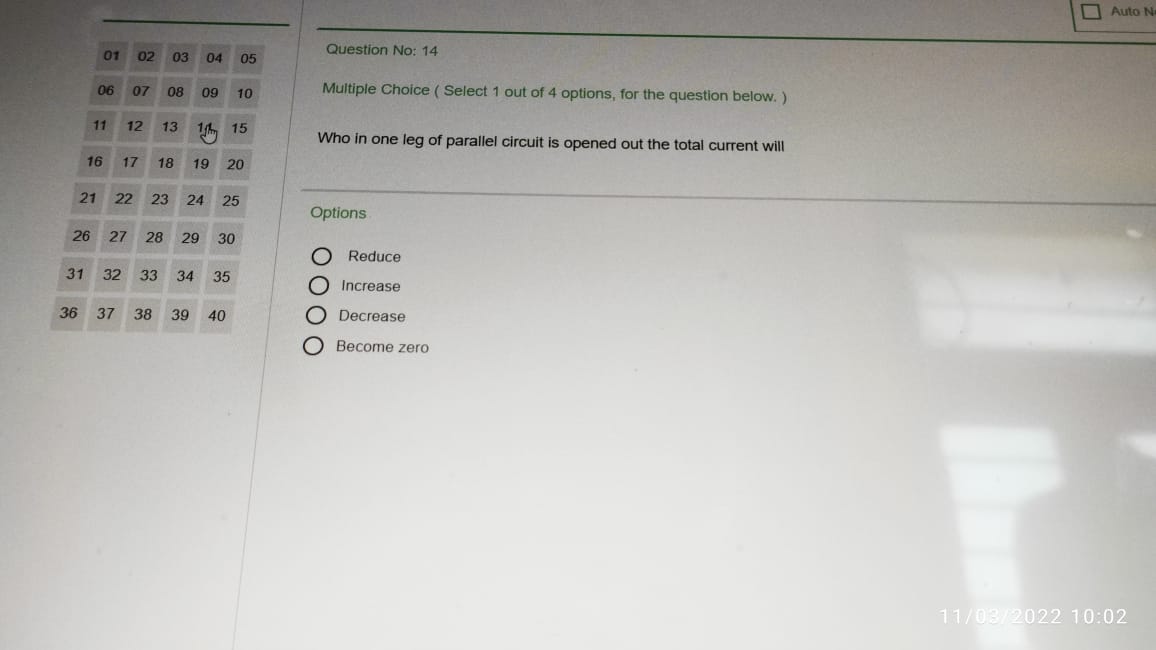 Auto
Question No: 14
Multiple Choice ( Select 1 out of 4 options, for the question below. )
Who in one leg of parallel circuit is opened out the total current will
Options
Reduce
Increase
Decrease
Become zero
01 02 03 04 05
06 07 08 09 10
11 12 13 14 15
16 17 18 19 20
21 22 23 24 25
26 27 28 29 30
31 32 33 34 35
36 37 38 39 40
11/03/2022 10:02